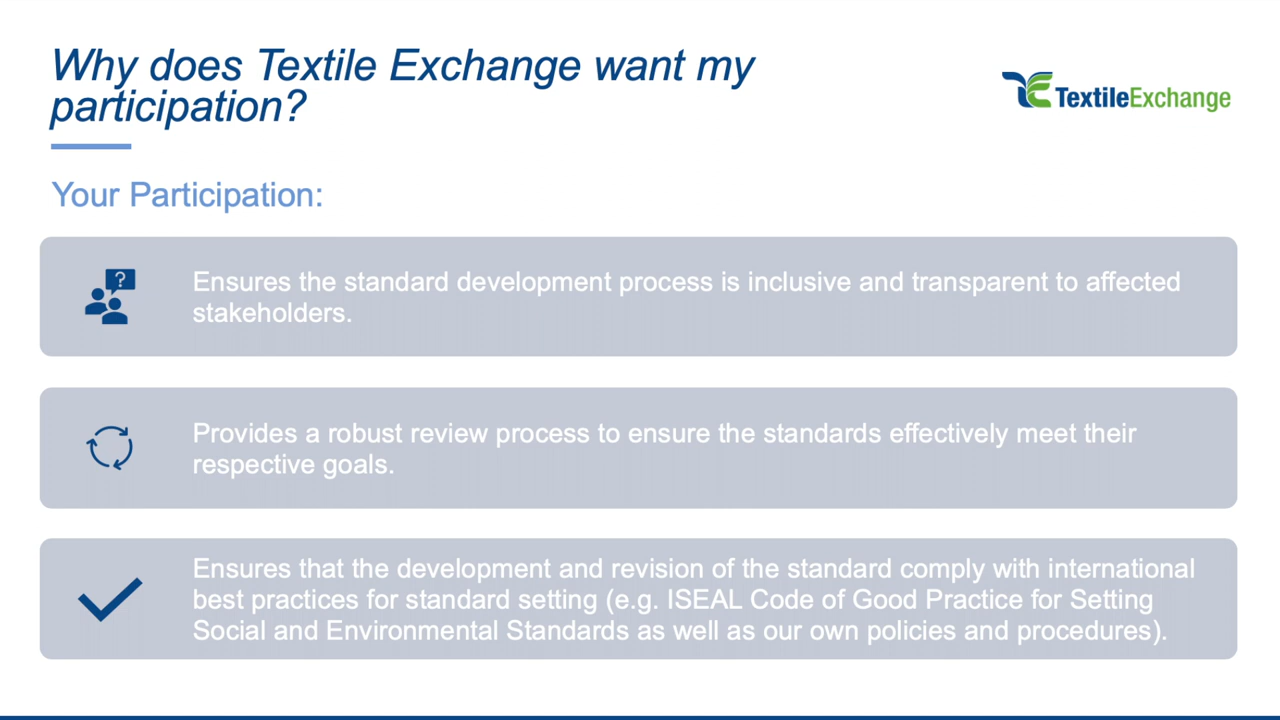 Why does Textile Exchange want my
participation?
TextileExchange
Your Participation:
?
Ensures the standard development process is inclusive and transparent to affected
stakeholders.
Provides a robust review process to ensure the standards effectively meet their
respective goals.
Ensures that the development and revision of the standard comply with international
best practices for standard setting (e.g. ISEAL Code of Good Practice for Setting
Social and Environmental Standards as well as our own policies and procedures).